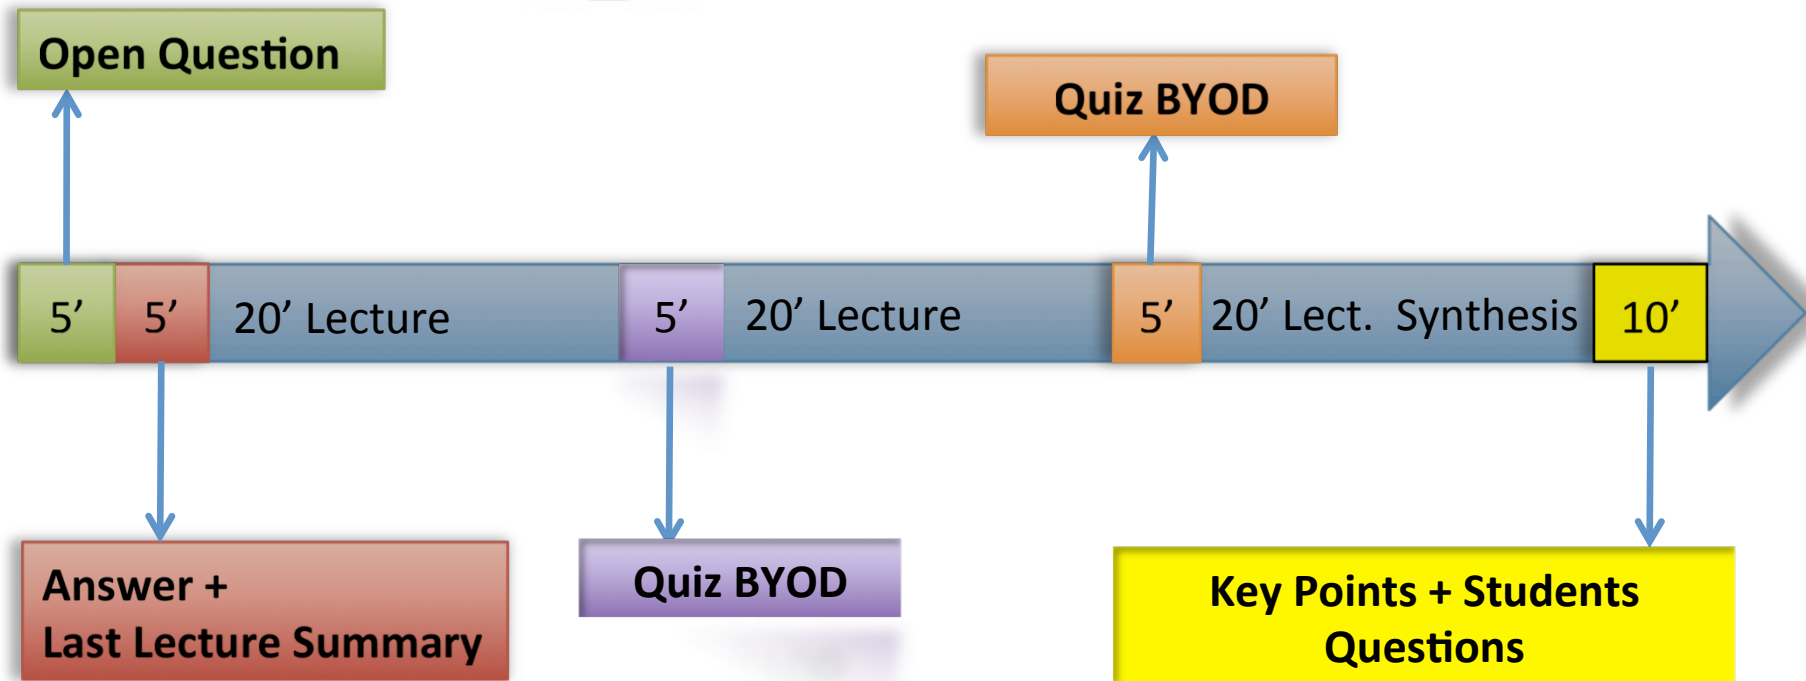 Open Question
Quiz BYOD
5’
5’
20’ Lecture
5’
20’ Lecture
5’
20’ Lect. Synthesis
10’
Answer +
Last Lecture Summary
Quiz BYOD
Key Points + Students
Questions